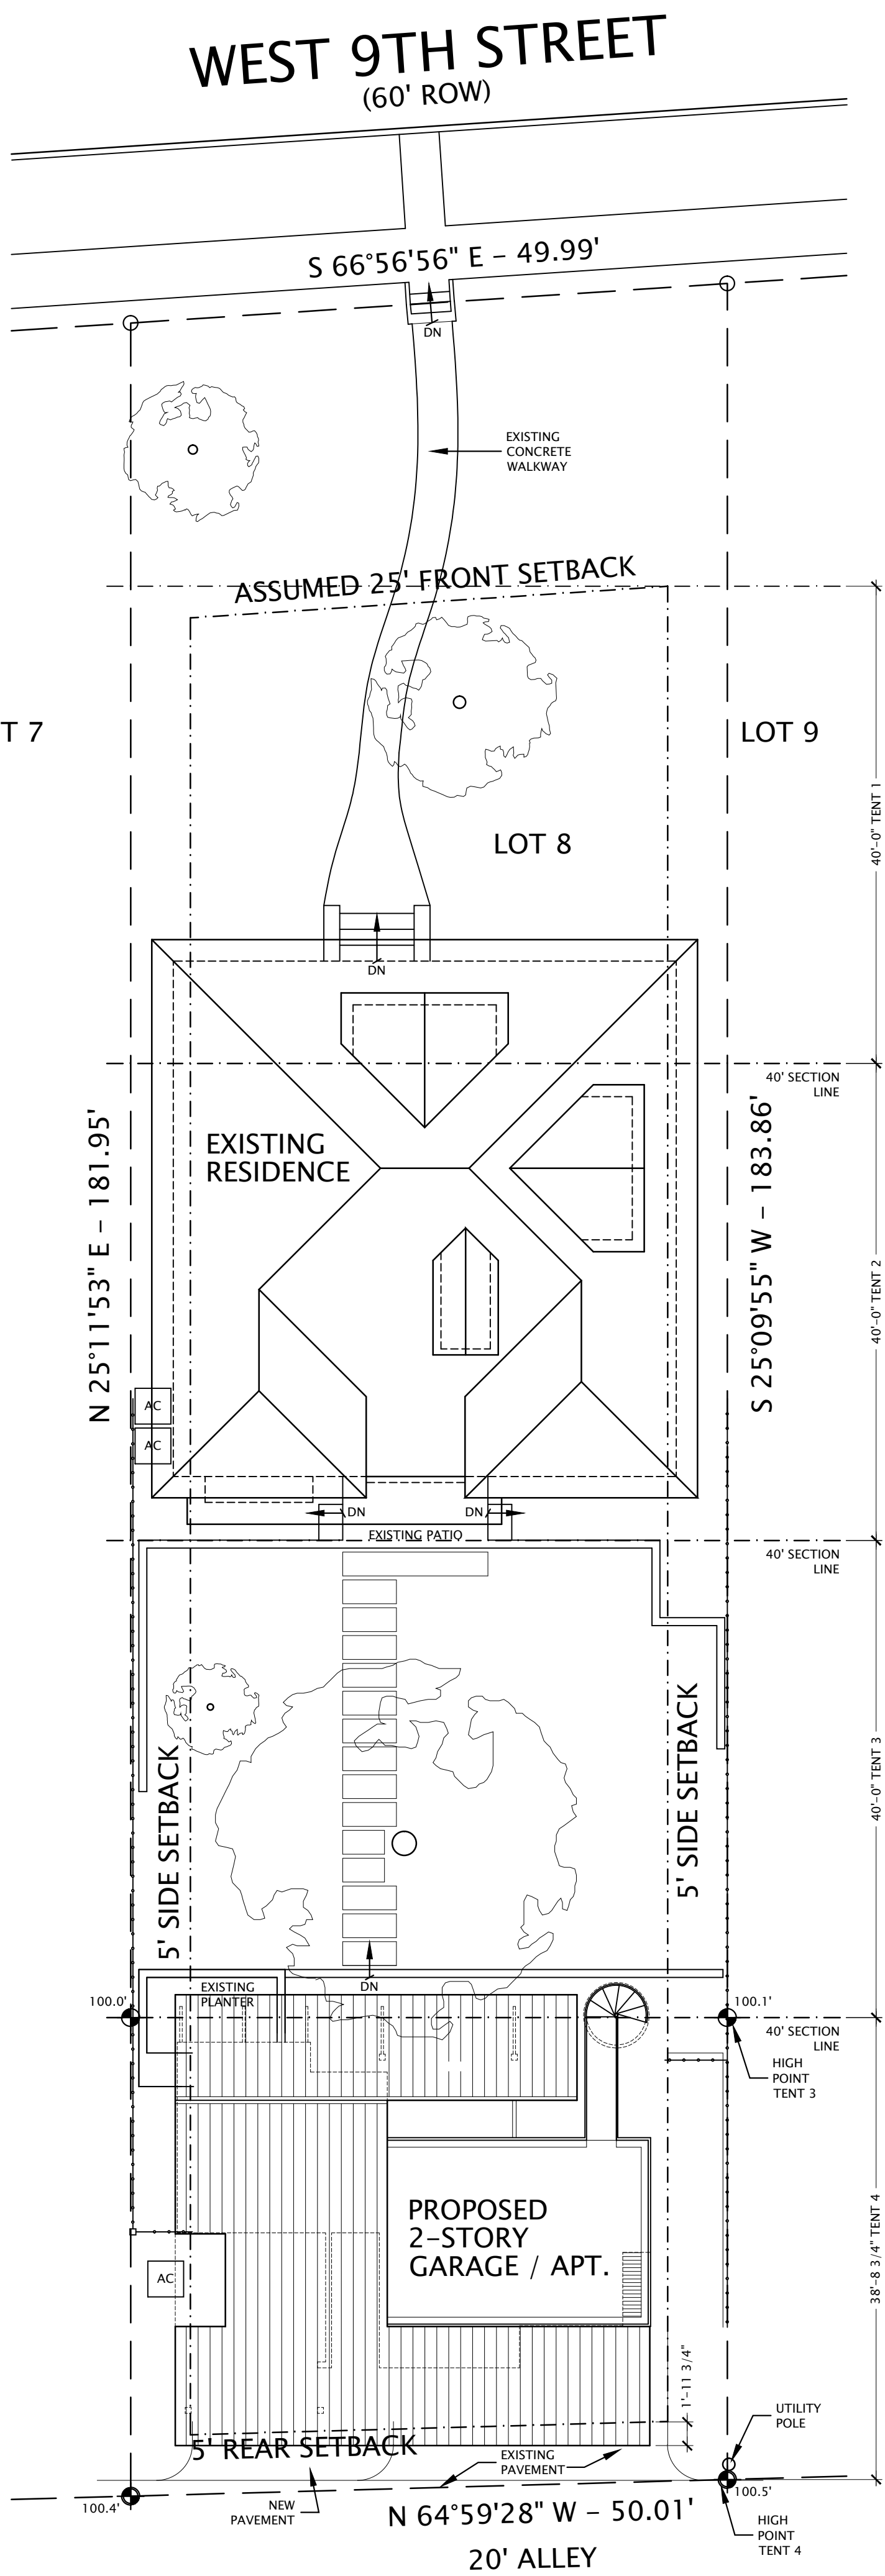 WEST 9TH STREET
(60' ROW)
S 66°56'56" E - 49.99'
DN
EXISTING
CONCRETE
WALKWAY
ASSUMED 25' FRONT SETBACK
T 7
LOT 9
40'-0" TENT 1
LOT 8
DN
40' SECTION
LINE
EXISTING
RESIDENCE
N 25°11'53" E - 181.95'
S 25°09'55" W - 183.86'
40'-0" TENT 2
AC
AC
DN
DN
EXISTING PATIO
40' SECTION
LINE
5' SIDE SETBACK
5' SIDE SETBACK
40'-0" TENT 3
EXISTING
PLANTER
DN
100.0'
100.1'
40' SECTION
LINE
HIGH
POINT
TENT 3
PROPOSED
2-STORY
GARAGE / APT.
AC
38'-8 3/4" TENT 4
1'-11 3/4"
UTILITY
POLE
5' REAR SETBACK
EXISTING
PAVEMENT
100.4'
100.5'
NEW
PAVEMENT
N 64°59'28" W - 50.01'
HIGH
POINT
TENT 4
20' ALLEY